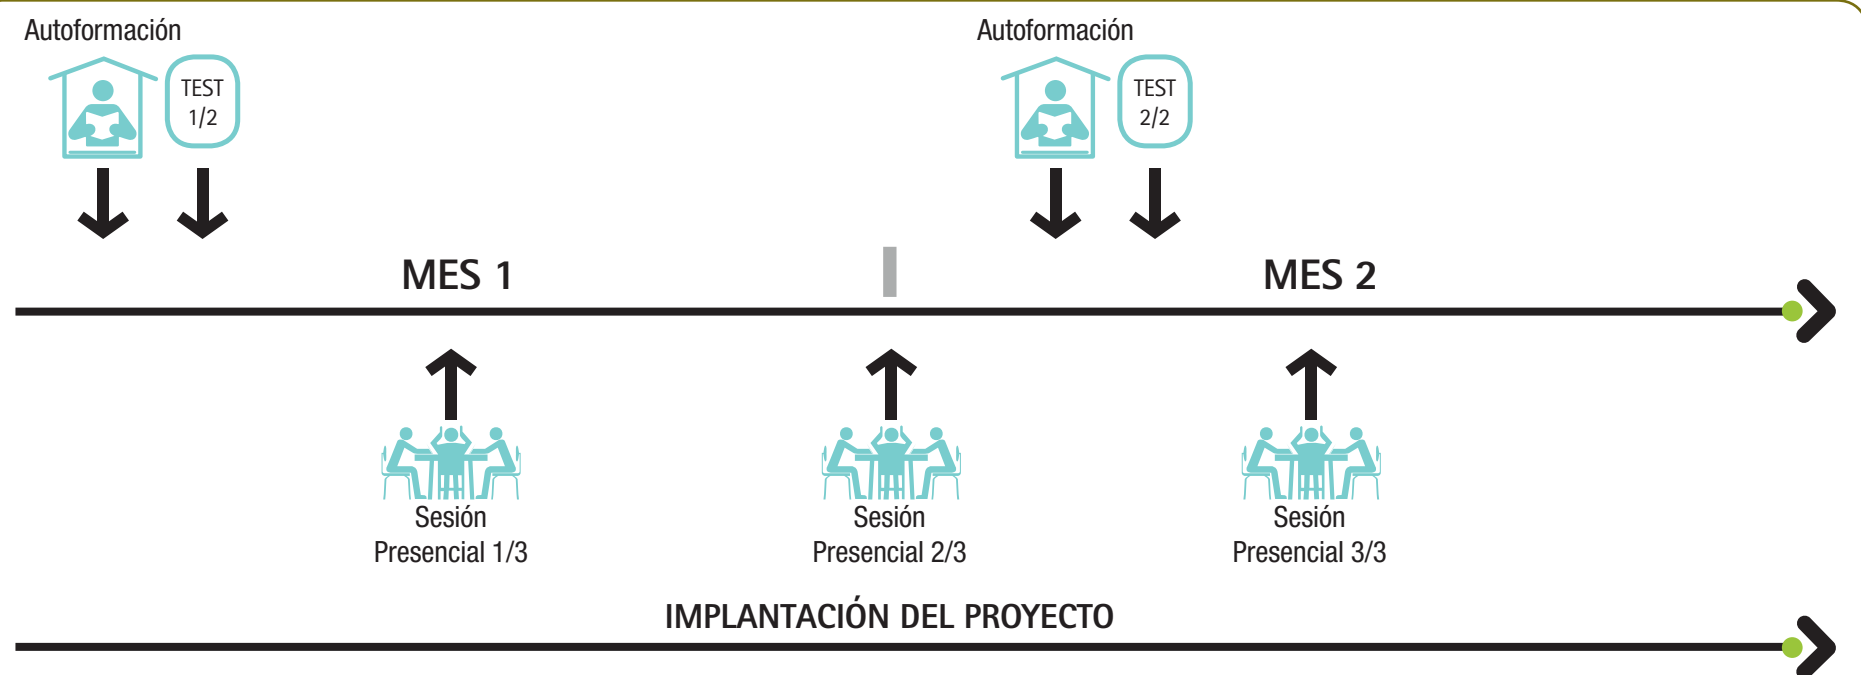 Autoformación
Autoformación
TEST
1/2
TEST
2/2
MES 1
MES 2
Sesión
Presencial 1/3
Sesión
Presencial 2/3
Sesión
Presencial 3/3
IMPLANTACIÓN DEL PROYECTO